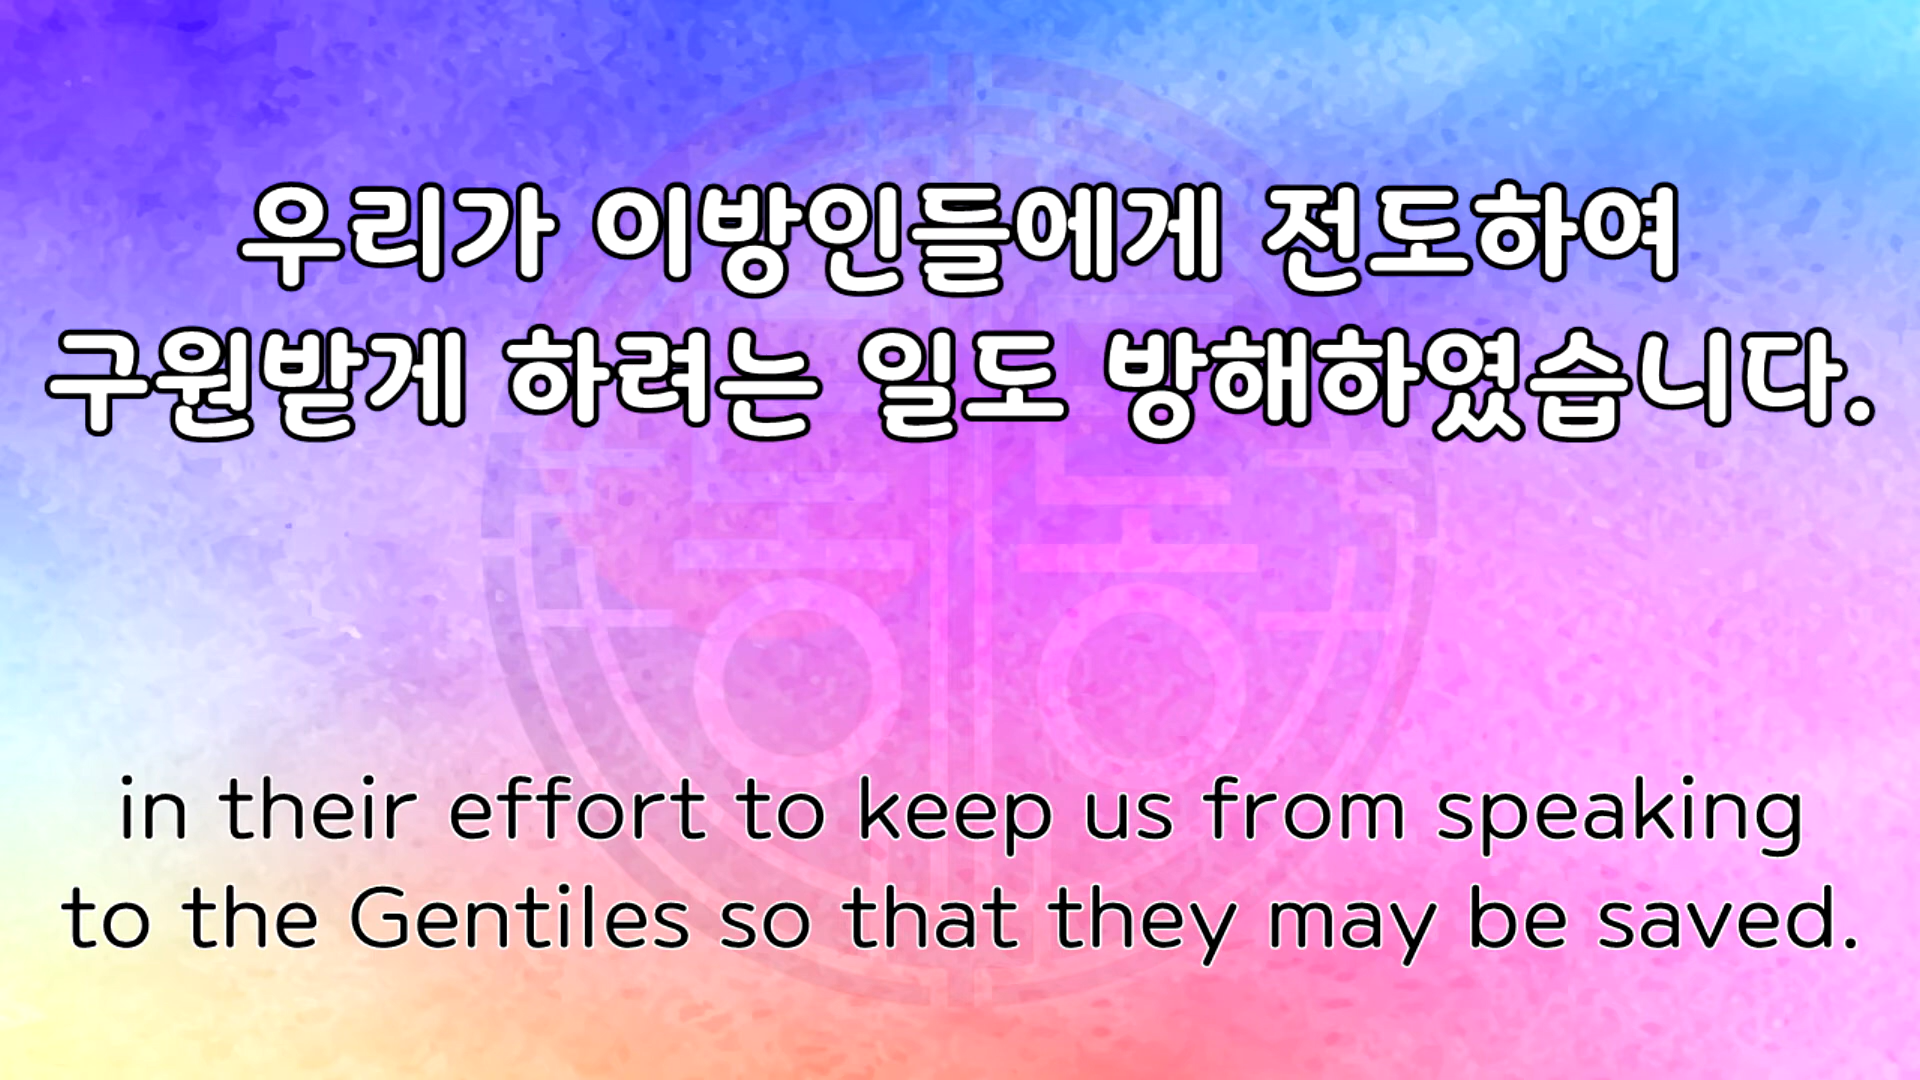 우리가 이방인들에게 전도하여
구원받게 하려는 일도 방해하였습니다.
in their effort to keep us from speaking
to the Gentiles so that they may be saved.